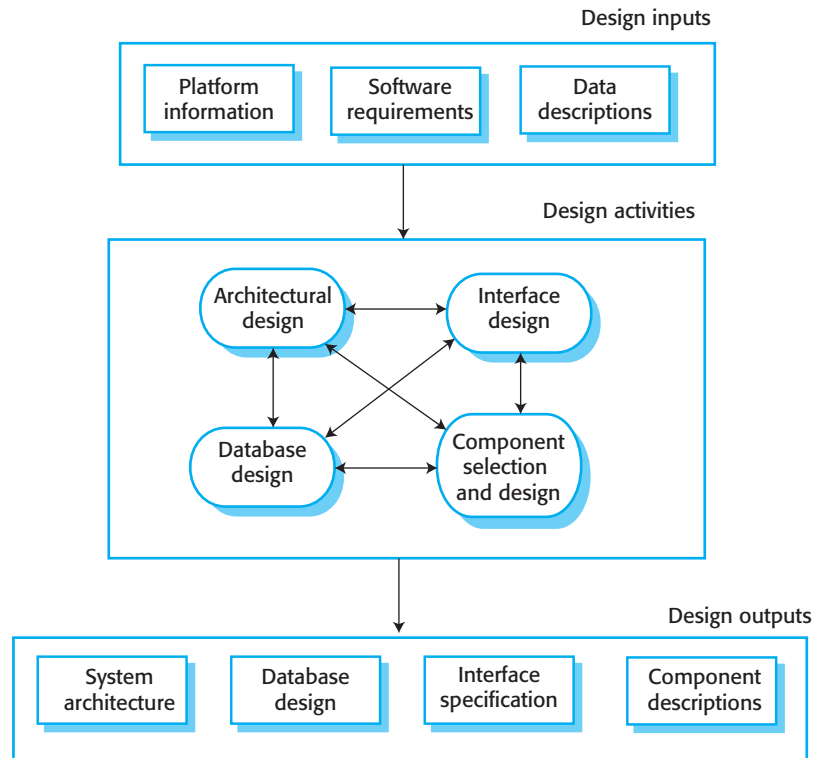 Design inputs
Platform
information
Software
requirements
Data
descriptions
Design activities
Architectural
design
Interface
design
Database
design
Component
selection
and design
Design outputs
System
architecture
Database
design
Interface
specification
Component
descriptions